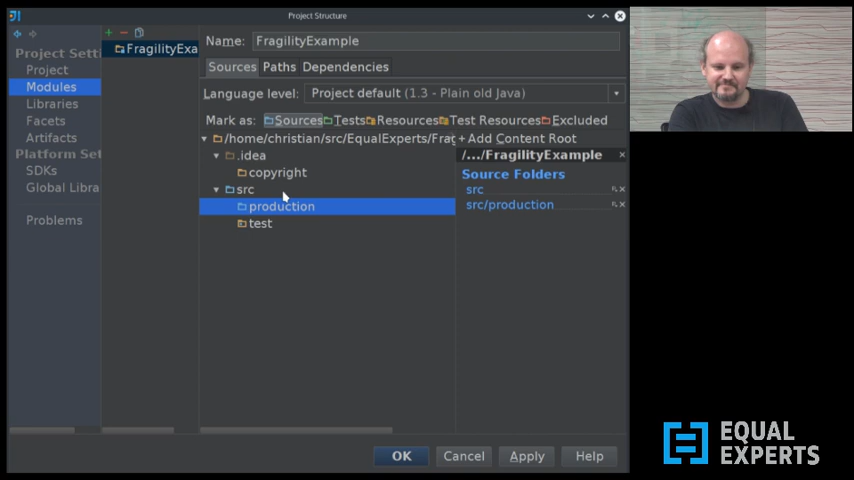 Project Structure
Name: FragilityExample
Project Setti
Project
Modules
Libraries
Facets
Artifacts
Platform Set
SDKs
Global Libra
Problems
FragilityExa
Sources Paths Dependencies
Language level: Project default (1.3 - Plain old Java)
Mark as: Sources Tests Resources Test Resources Excluded
/home/christian/src/EqualExperts/Frag
.idea
copyright
src
production
test
+ Add Content Root
/.../FragilityExample
Source Folders
src
src/production
OK Cancel Apply Help
EQUAL
EXPERTS